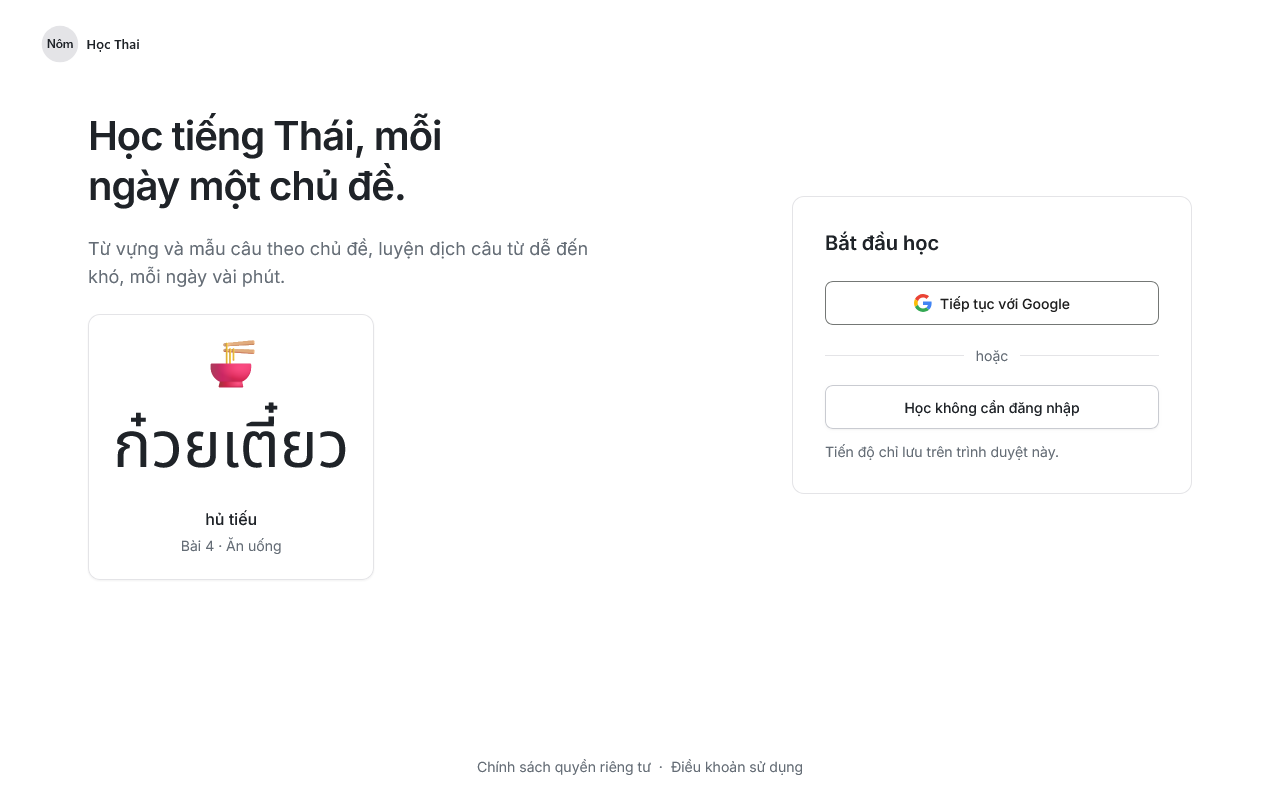 Nôm
Học Thai
Học tiếng Thái, mỗi
ngày một chủ đề.
Từ vựng và mẫu câu theo chủ đề, luyện dịch câu từ dễ đến
khó, mỗi ngày vài phút.
ก๋วยเตี๋ยว
hủ tiếu
Bài 4 · Ăn uống
Bắt đầu học
Tiếp tục với Google
hoặc
Học không cần đăng nhập
Tiến độ chỉ lưu trên trình duyệt này.
Chính sách quyền riêng tư · Điều khoản sử dụng